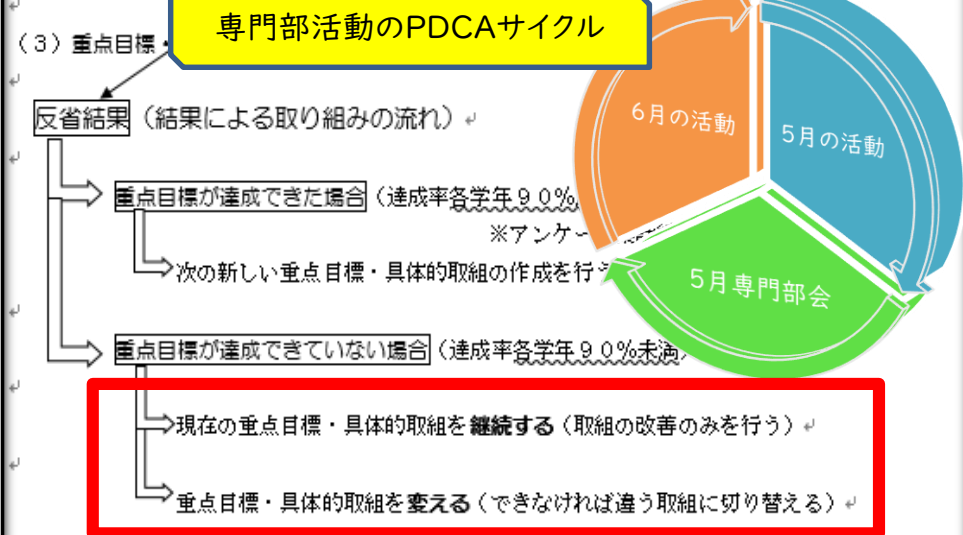 専門部活動のPDCAサイクル
（3）重点目標・
反省結果（結果による取り組みの流れ）
重点目標が達成できた場合（達成率各学年９０％
※アンケー
次の新しい重点目標・具体的取組の作成を行う
重点目標が達成できていない場合（達成率各学年９０％未満）
現在の重点目標・具体的取組を継続する（取組の改善のみを行う）
重点目標・具体的取組を変える（できなければ違う取組に切り替える）
6月の活動
5月の活動
5月専門部会